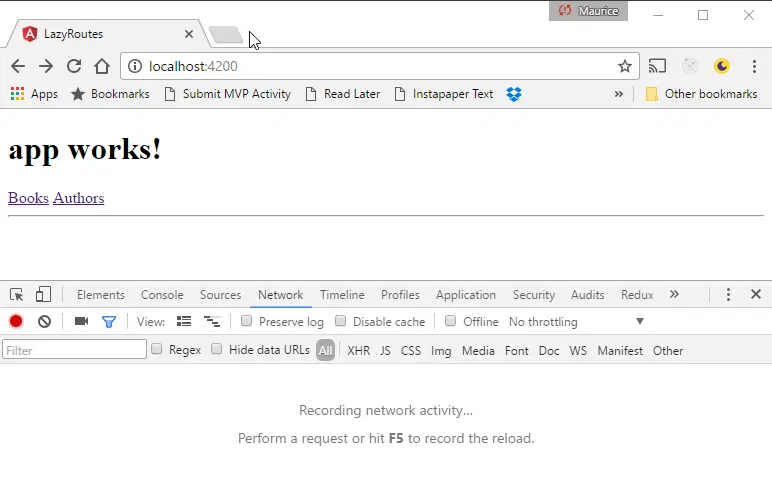 Maurice
LazyRoutes
localhost:4200
Apps Bookmarks Submit MVP Activity Read Later Instapaper Text » Other bookmarks
app works!
Books Authors
Elements Console Sources Network Timeline Profiles Application Security Audits Redux »
View: Preserve log Disable cache Offline No throttling
Filter Regex Hide data URLs All XHR JS CSS Img Media Font Doc WS Manifest Other
Recording network activity...
Perform a request or hit F5 to record the reload.